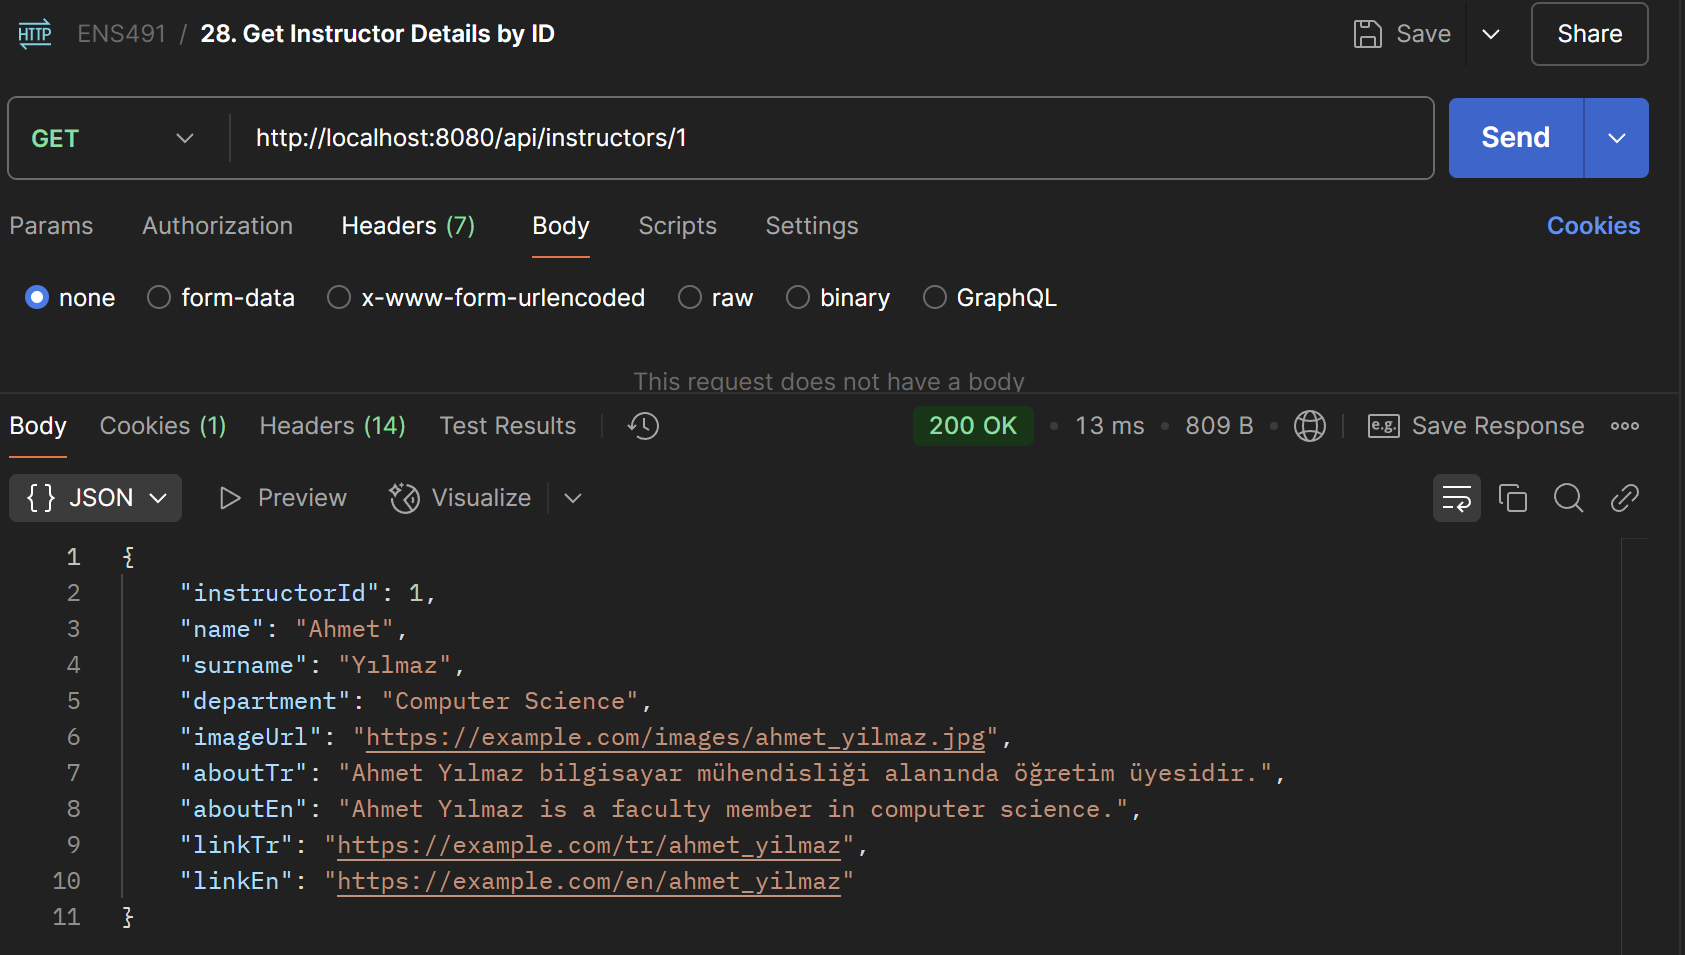 HTTP ENS491 / 28. Get Instructor Details by ID Save Share
GET http://localhost:8080/api/instructors/1 Send
Params Authorization Headers (7) Body Scripts Settings Cookies
none form-data x-www-form-urlencoded raw binary GraphQL
This request does not have a body
Body Cookies (1) Headers (14) Test Results 200 OK • 13 ms • 809 B • e.g. Save Response
{} JSON Preview Visualize
1 {
2 "instructorId": 1,
3 "name": "Ahmet",
4 "surname": "Yılmaz",
5 "department": "Computer Science",
6 "imageUrl": "https://example.com/images/ahmet_yilmaz.jpg",
7 "aboutTr": "Ahmet Yılmaz bilgisayar mühendisliği alanında öğretim üyesidir.",
8 "aboutEn": "Ahmet Yılmaz is a faculty member in computer science.",
9 "linkTr": "https://example.com/tr/ahmet_yilmaz",
10 "linkEn": "https://example.com/en/ahmet_yilmaz"
11 }